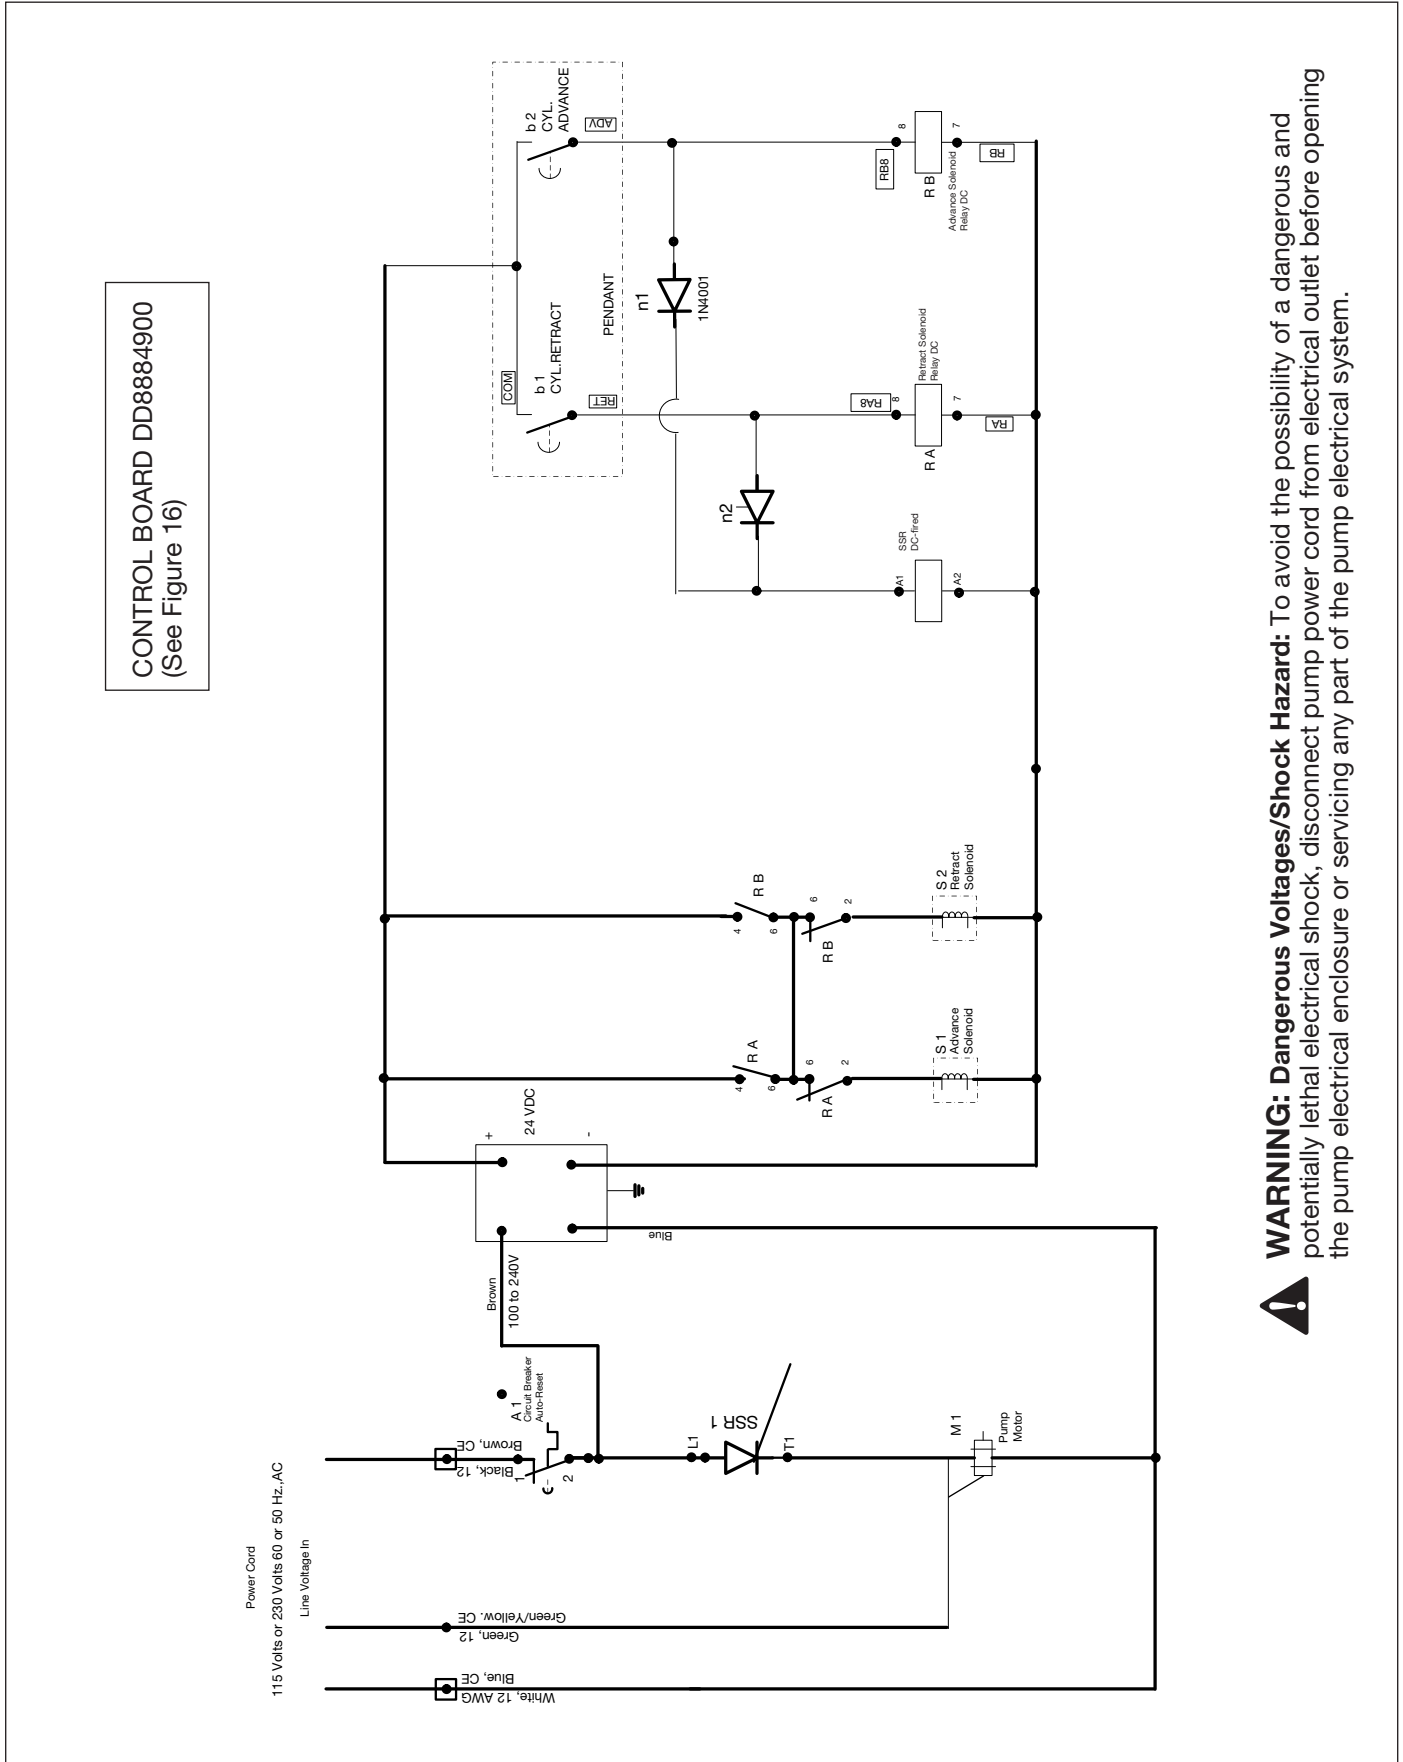 CONTROL BOARD DD8884900
(See Figure 16)
Power Cord
115 Volts or 230 Volts 60 or 50 Hz.,AC
Line Voltage In
White, 12 AWG
Blue, CE
Green, 12
Green/Yellow. CE
Black, 12
Brown, CE
1
2
A 1
Circuit Breaker
Auto-Reset
Brown
100 to 240V
Blue
+
24 VDC
-
L1
SSR 1
T1
M 1
Pump
Motor
4
R A
6
6
R A
2
S 1
Advance
Solenoid
4
R B
6
6
R B
2
S 2
Retract
Solenoid
COM
b 1
CYL.RETRACT
RET
b 2
CYL.
ADVANCE
ADV
PENDANT
n1
1N4001
n2
SSR
DC-fired
A1
A2
RA8
8
R A
Retract Solenoid
Relay DC
7
RA
RB8
8
R B
Advance Solenoid
Relay DC
7
RB
WARNING: Dangerous Voltages/Shock Hazard: To avoid the possibility of a dangerous and
potentially lethal electrical shock, disconnect pump power cord from electrical outlet before opening
the pump electrical enclosure or servicing any part of the pump electrical system.